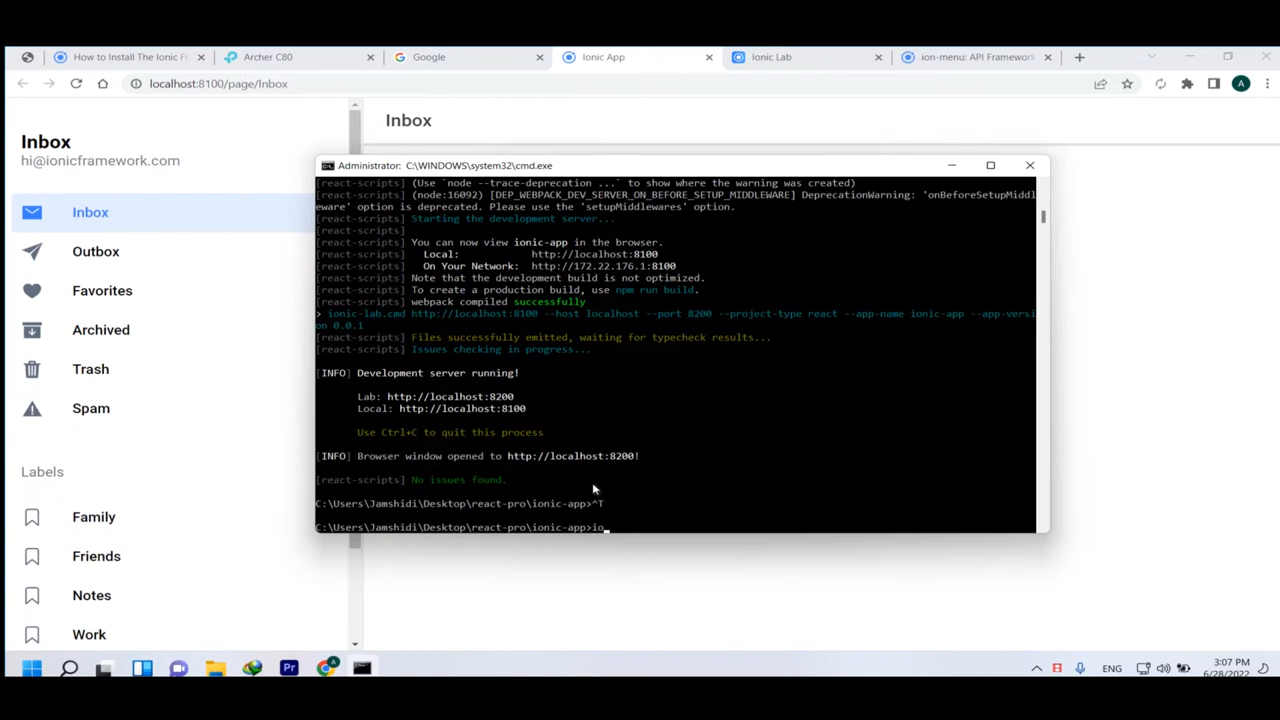 How to Install The Ionic Fr
Archer C80
Google
Ionic App
Ionic Lab
ion-menu: API Framework
localhost:8100/page/Inbox
A
Inbox
hi@ionicframework.com
Inbox
Outbox
Favorites
Archived
Trash
Spam
Labels
Family
Friends
Notes
Work
Inbox
Administrator: C:\WINDOWS\system32\cmd.exe
[react-scripts] (Use `node --trace-deprecation ...` to show where the warning was created)
[react-scripts] (node:16092) [DEP_WEBPACK_DEV_SERVER_ON_BEFORE_SETUP_MIDDLEWARE] DeprecationWarning: 'onBeforeSetupMiddl
eware' option is deprecated. Please use the 'setupMiddlewares' option.
[react-scripts] Starting the development server...
[react-scripts]
[react-scripts] You can now view ionic-app in the browser.
[react-scripts] Local: http://localhost:8100
[react-scripts] On Your Network: http://172.22.176.1:8100
[react-scripts] Note that the development build is not optimized.
[react-scripts] To create a production build, use npm run build.
[react-scripts] webpack compiled successfully
> ionic-lab.cmd http://localhost:8100 --host localhost --port 8200 --project-type react --app-name ionic-app --app-versi
on 0.0.1
[react-scripts] Files successfully emitted, waiting for typecheck results...
[react-scripts] Issues checking in progress...
[INFO] Development server running!
Lab: http://localhost:8200
Local: http://localhost:8100
Use Ctrl+C to quit this process
[INFO] Browser window opened to http://localhost:8200!
[react-scripts] No issues found.
C:\Users\Jamshidi\Desktop\react-pro\ionic-app>^T
C:\Users\Jamshidi\Desktop\react-pro\ionic-app>io
Pr
ENG
3:07 PM
6/28/2022